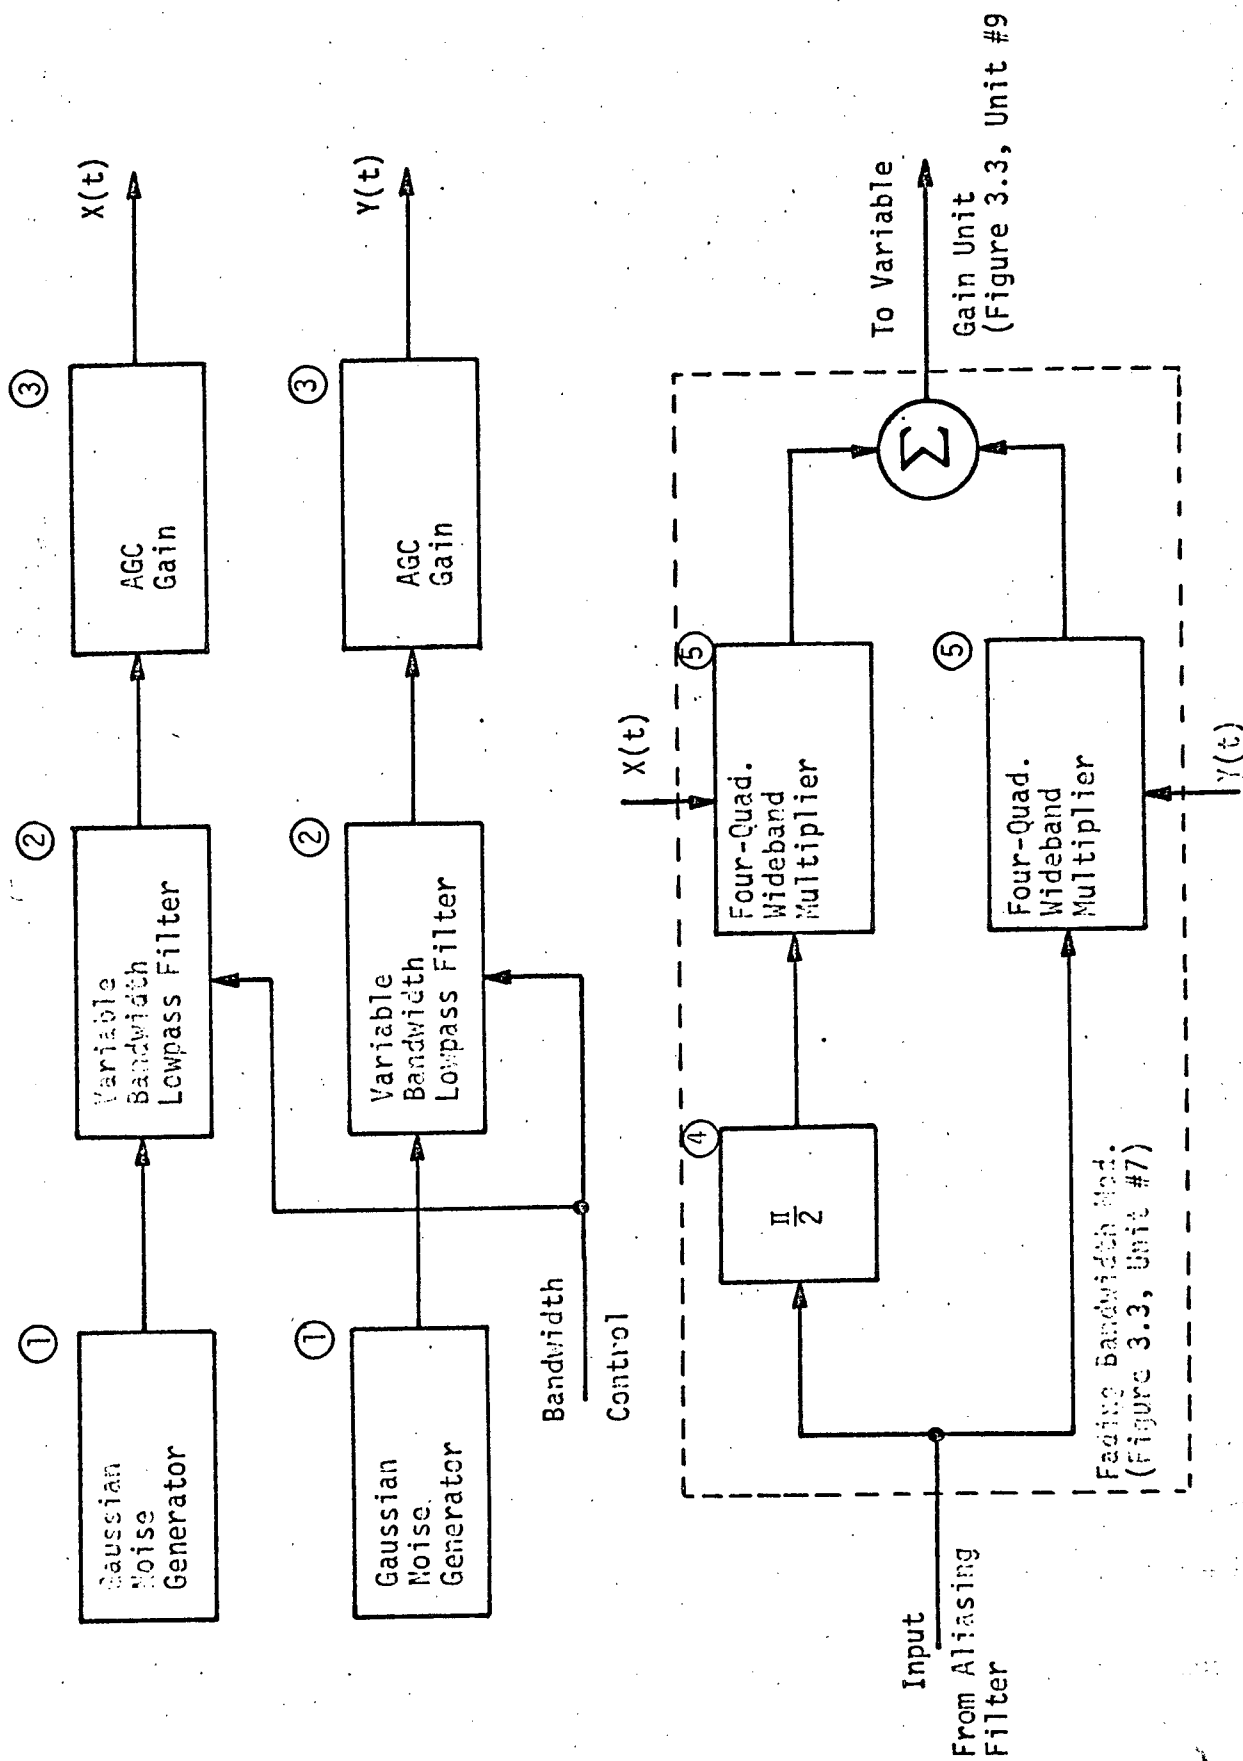 ①
Gaussian
Noise
Generator
②
Variable
Bandwidth
Lowpass Filter
③
AGC
Gain
X(t)
①
Gaussian
Noise
Generator
②
Variable
Bandwidth
Lowpass Filter
③
AGC
Gain
Y(t)
Bandwidth
Control
Input
From Aliasing
Filter
④
π
2
X(t)
⑤
Four-Quad.
Wideband
Multiplier
⑤
Four-Quad.
Wideband
Multiplier
Y(t)
Σ
To Variable
Gain Unit
(Figure 3.3, Unit #9
Fading Bandwidth Mod.
(Figure 3.3, Unit #7)